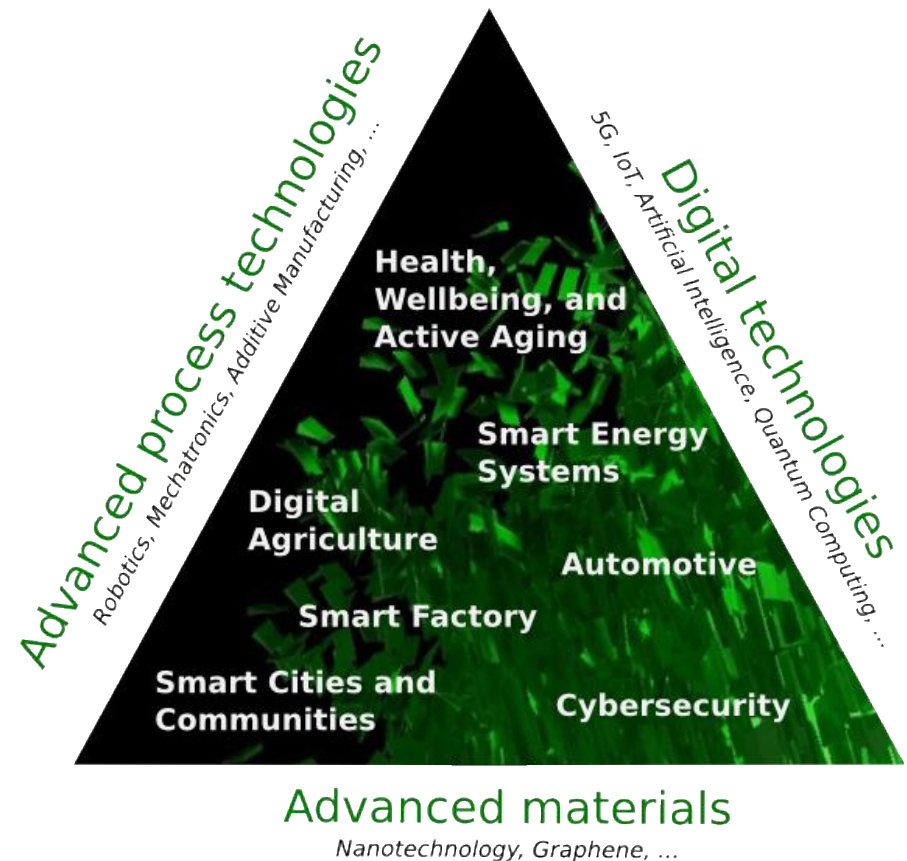 Advanced process technologies
Robotics, Mechatronics, Additive Manufacturing, ...
Digital technologies
5G, IoT, Artificial Intelligence, Quantum Computing, ...
Health,
Wellbeing, and
Active Aging
Smart Energy
Systems
Digital
Agriculture
Automotive
Smart Factory
Smart Cities and
Communities
Cybersecurity
Advanced materials
Nanotechnology, Graphene, ...